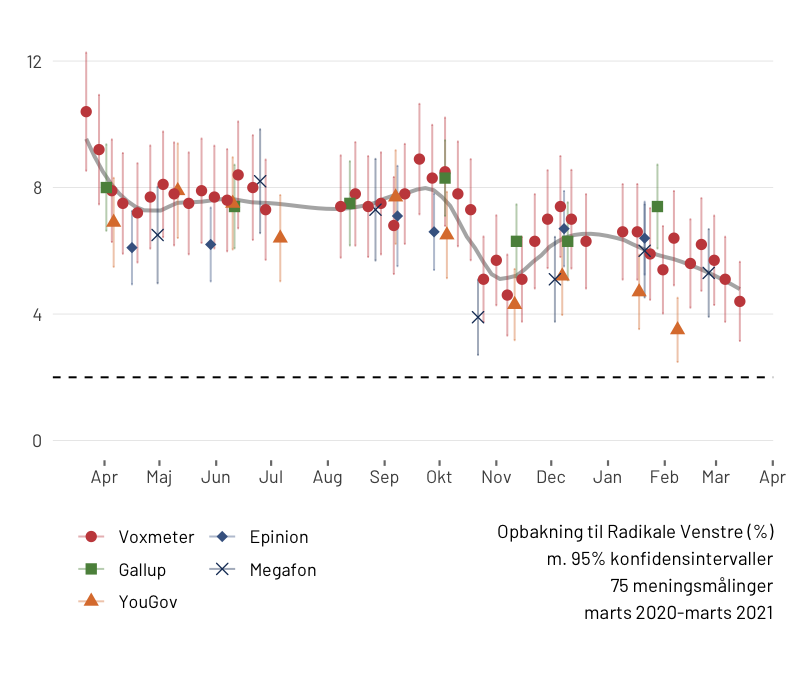 12
8
4
0
Apr Maj Jun Jul Aug Sep Okt Nov Dec Jan Feb Mar Apr
Voxmeter
Gallup
YouGov
Epinion
Megafon
Opbakning til Radikale Venstre (%)
m. 95% konfidensintervaller
75 meningsmålinger
marts 2020-marts 2021